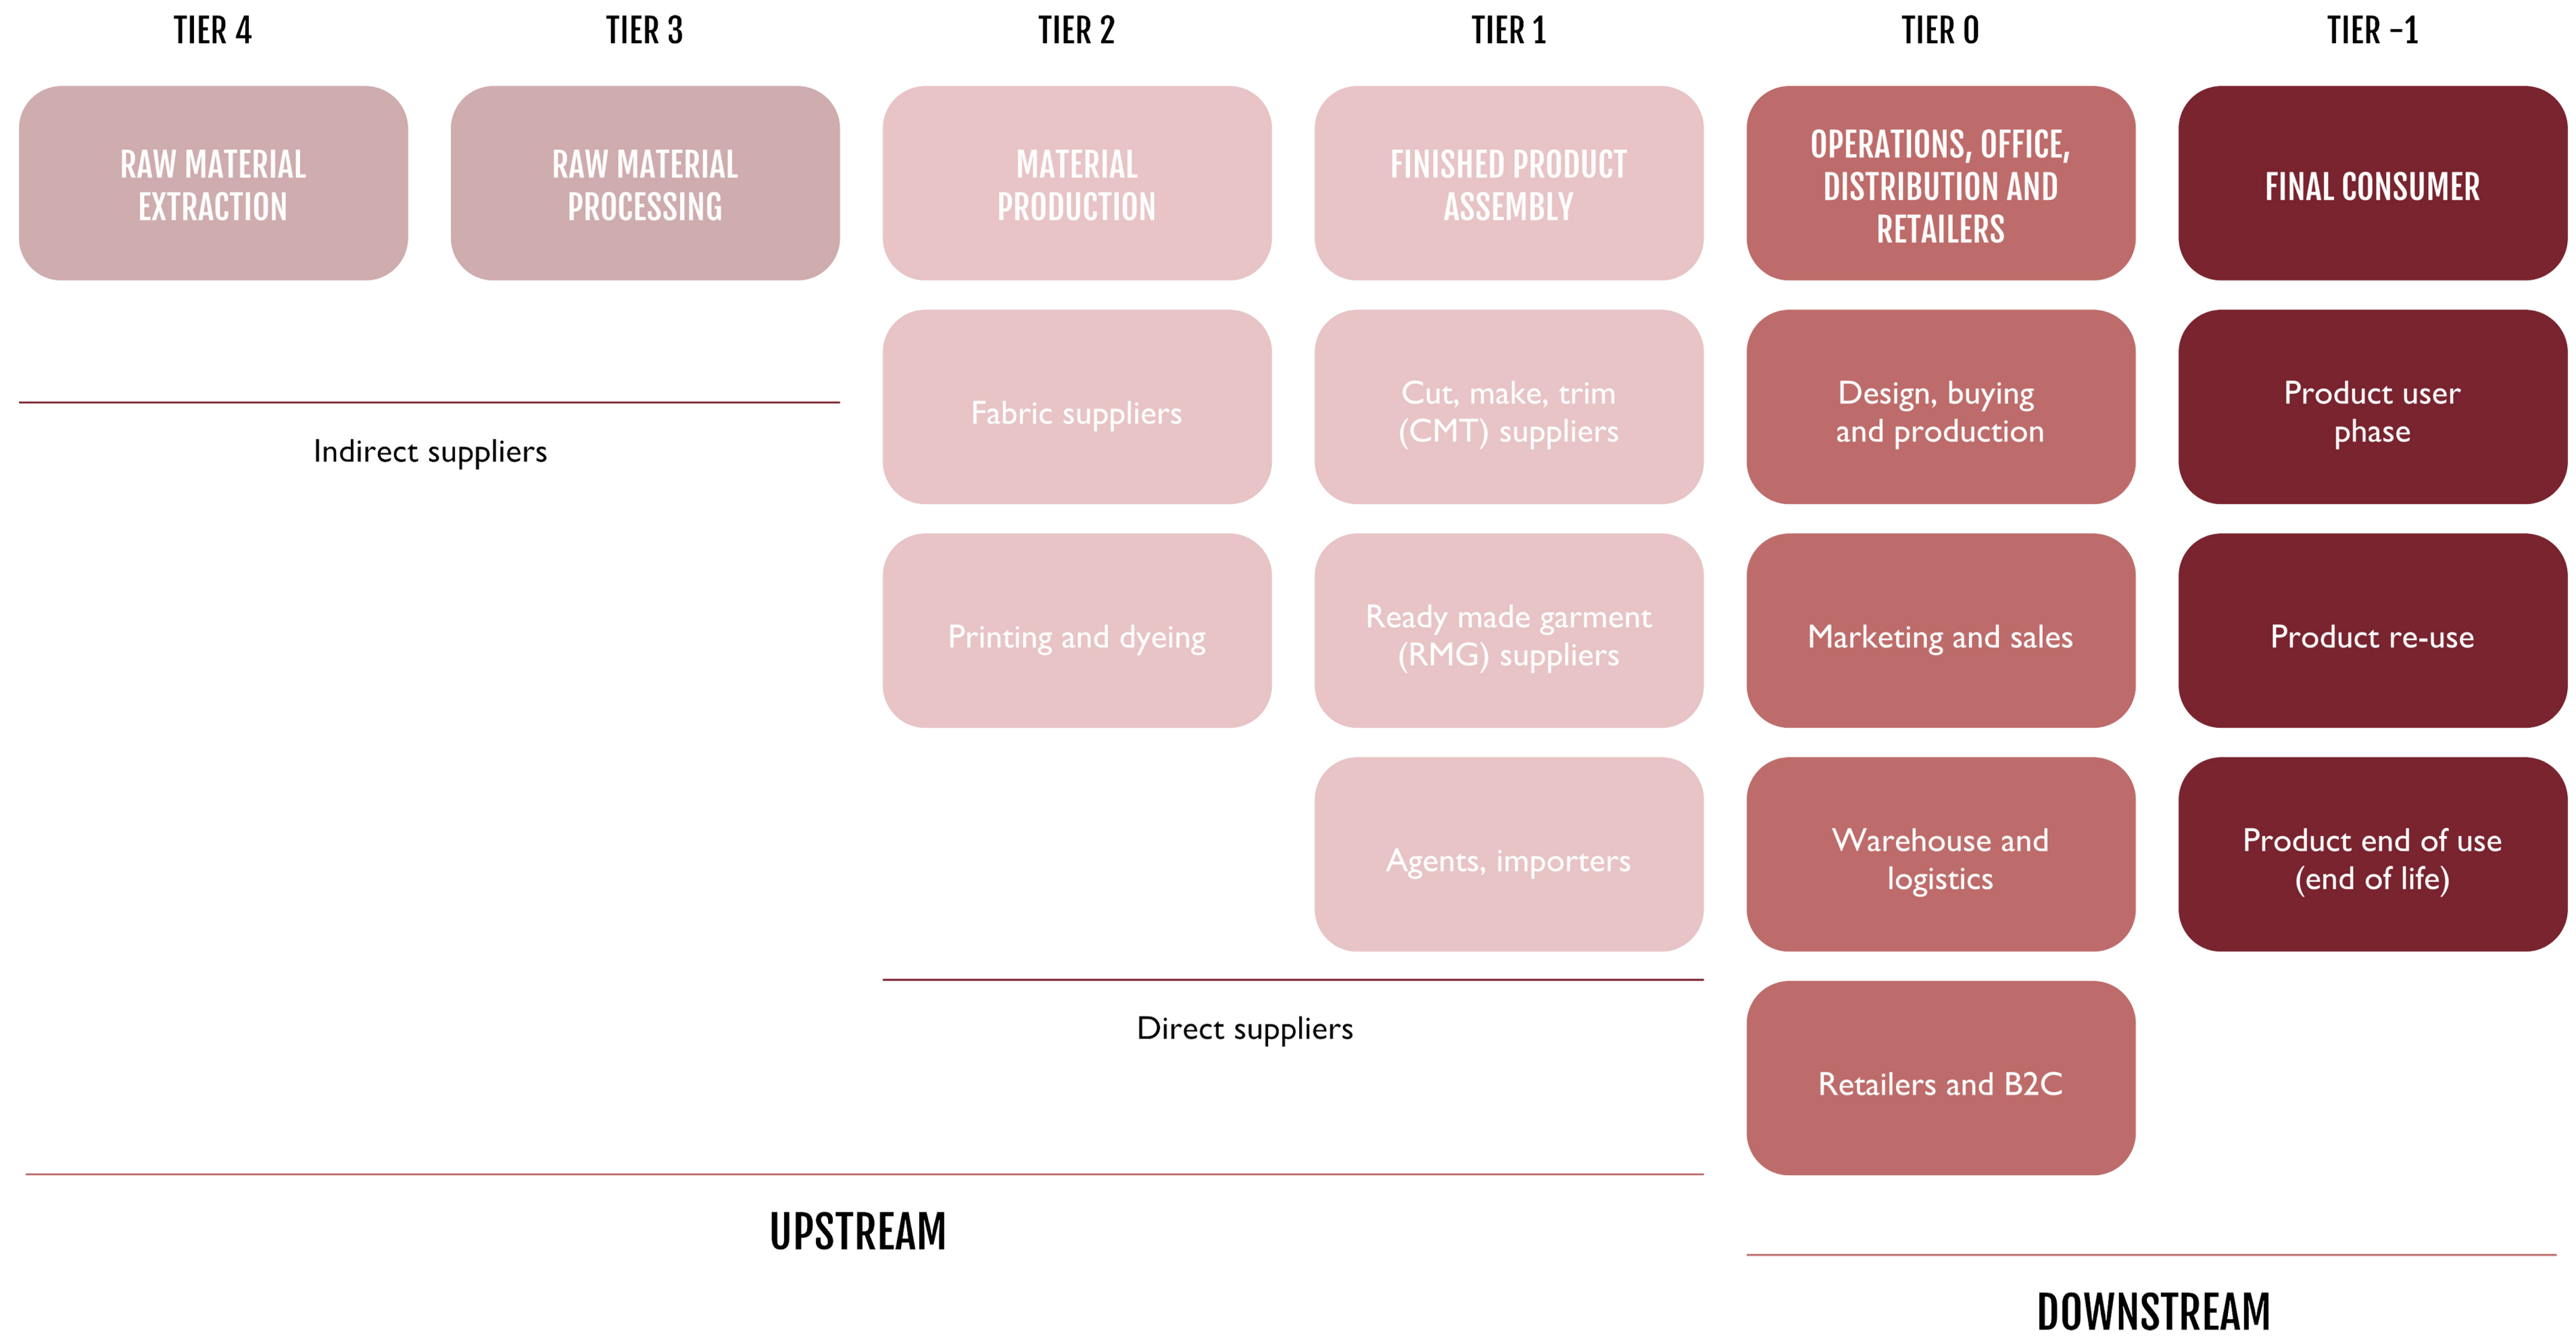 TIER 4
TIER 3
TIER 2
TIER 1
TIER 0
TIER –1
RAW MATERIAL
EXTRACTION
RAW MATERIAL
PROCESSING
MATERIAL
PRODUCTION
FINISHED PRODUCT
ASSEMBLY
OPERATIONS, OFFICE,
DISTRIBUTION AND
RETAILERS
FINAL CONSUMER
Indirect suppliers
Fabric suppliers
Cut, make, trim
(CMT) suppliers
Design, buying
and production
Product user
phase
Printing and dyeing
Ready made garment
(RMG) suppliers
Marketing and sales
Product re-use
Agents, importers
Warehouse and
logistics
Product end of use
(end of life)
Direct suppliers
Retailers and B2C
UPSTREAM
DOWNSTREAM